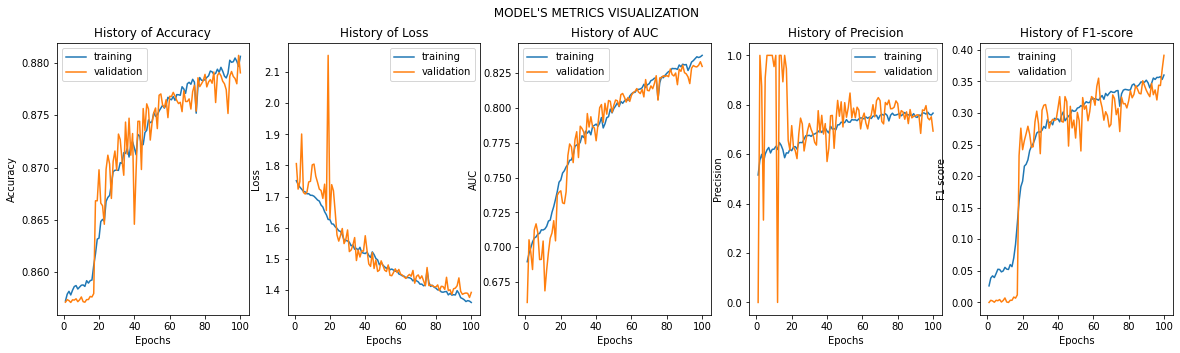 MODEL'S METRICS VISUALIZATION
History of Accuracy
training
validation
0.880
0.875
0.870
0.865
0.860
Accuracy
0 20 40 60 80 100
Epochs
History of Loss
training
validation
2.1
2.0
1.9
1.8
1.7
1.6
1.5
1.4
Loss
0 20 40 60 80 100
Epochs
History of AUC
training
validation
0.825
0.800
0.775
0.750
0.725
0.700
0.675
AUC
0 20 40 60 80 100
Epochs
History of Precision
training
validation
1.0
0.8
0.6
0.4
0.2
0.0
Precision
0 20 40 60 80 100
Epochs
History of F1-score
training
validation
0.40
0.35
0.30
0.25
0.20
0.15
0.10
0.05
0.00
F1 score
0 20 40 60 80 100
Epochs